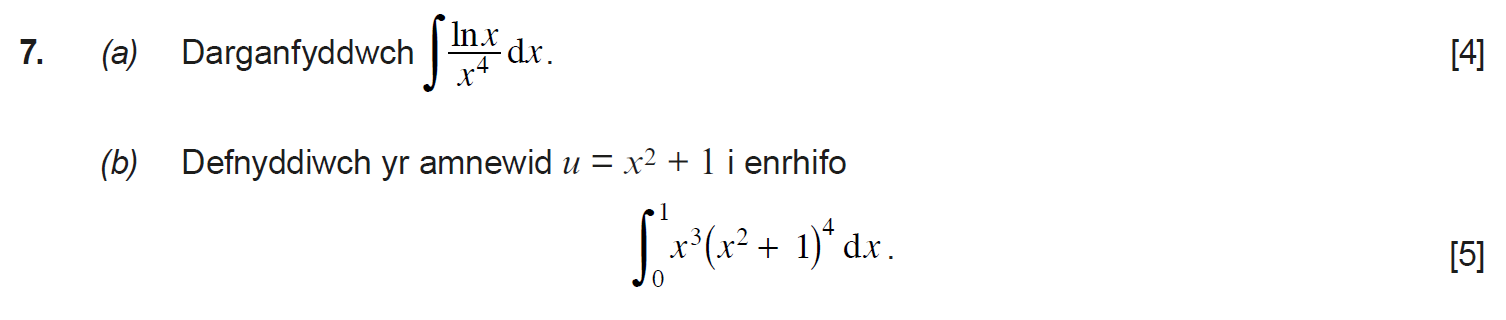 7. (a) Darganfyddwch ∫ ln x / x⁴ dx. [4]
(b) Defnyddiwch yr amnewid u = x² + 1 i enrhifo
∫₀¹ x³(x² + 1)⁴ dx. [5]